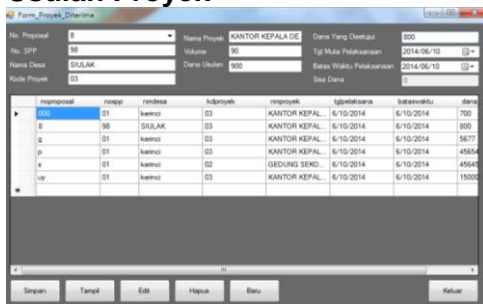 Usulan Proyek
Form_Proyek_Diterima
No. Proposal 8 Nama Proyek KANTOR KEPALA DE Dana Yang Disetujui 800
No. SPP 98 Volume 90 Tgl Mulai Pelaksanaan 2014/06/10
Nama Desa SIULAK Dana Usulan 900 Batas Waktu Pelaksanaan 2014/06/10
Kode Proyek 03 Sisa Dana 0
noproposal nospp nmdesa kdproyek nmproyek tglpelaksana bataswaktu dana
000 01 kerinci 03 KANTOR KEPAL... 6/10/2014 6/10/2014 700
8 98 SIULAK 03 KANTOR KEPAL... 6/10/2014 6/10/2014 800
g 01 kerinci 03 KANTOR KEPAL... 6/10/2014 6/10/2014 5677
p 01 kerinci 03 KANTOR KEPAL... 6/10/2014 6/10/2014 45654
e 01 kerinci 02 GEDUNG SEKO... 6/10/2014 6/10/2014 45645
uy 01 kerinci 03 KANTOR KEPAL... 6/10/2014 6/10/2014 15000
Simpan Tampil Edit Hapus Baru Keluar